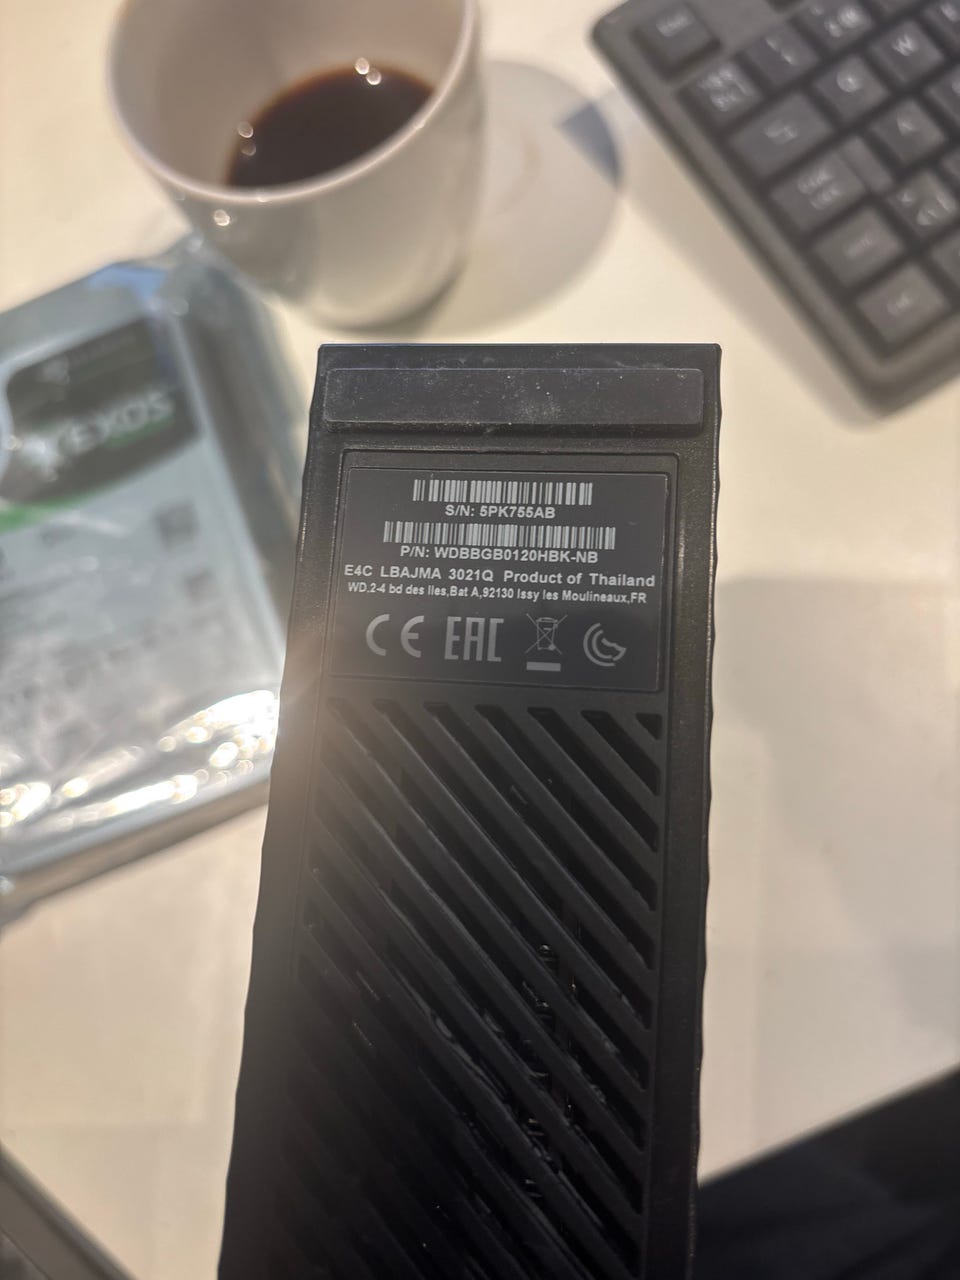 EXOS
S/N: 5PK755AB
P/N: WDBBGB0120HBK-NB
E4C LBAJMA 3021Q Product of Thailand
WD,2-4 bd des Iles,Bat A,92130 Issy les Moulineaux,FR
CE EAC